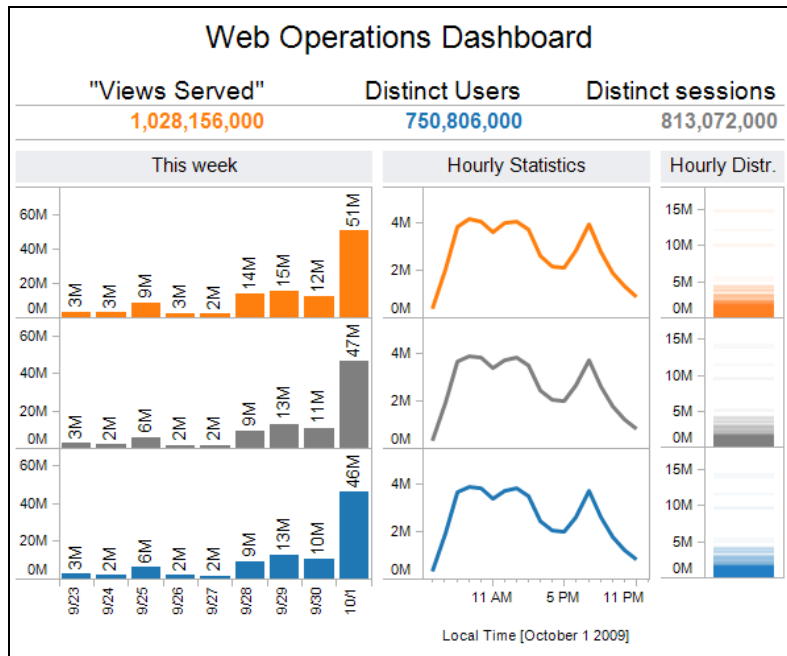 Web Operations Dashboard
"Views Served" Distinct Users Distinct sessions
1,028,156,000 750,806,000 813,072,000
This week Hourly Statistics Hourly Distr.
60M 40M 20M 0M
3M 3M 9M 3M 2M 14M 15M 12M 51M
4M 2M 0M
15M 10M 5M 0M
60M 40M 20M 0M
3M 2M 6M 2M 2M 9M 13M 11M 47M
4M 2M 0M
15M 10M 5M 0M
60M 40M 20M 0M
3M 2M 6M 2M 2M 9M 13M 10M 46M
4M 2M 0M
15M 10M 5M 0M
9/23 9/24 9/25 9/26 9/27 9/28 9/29 9/30 10/1
11 AM 5 PM 11 PM
Local Time [October 1 2009]